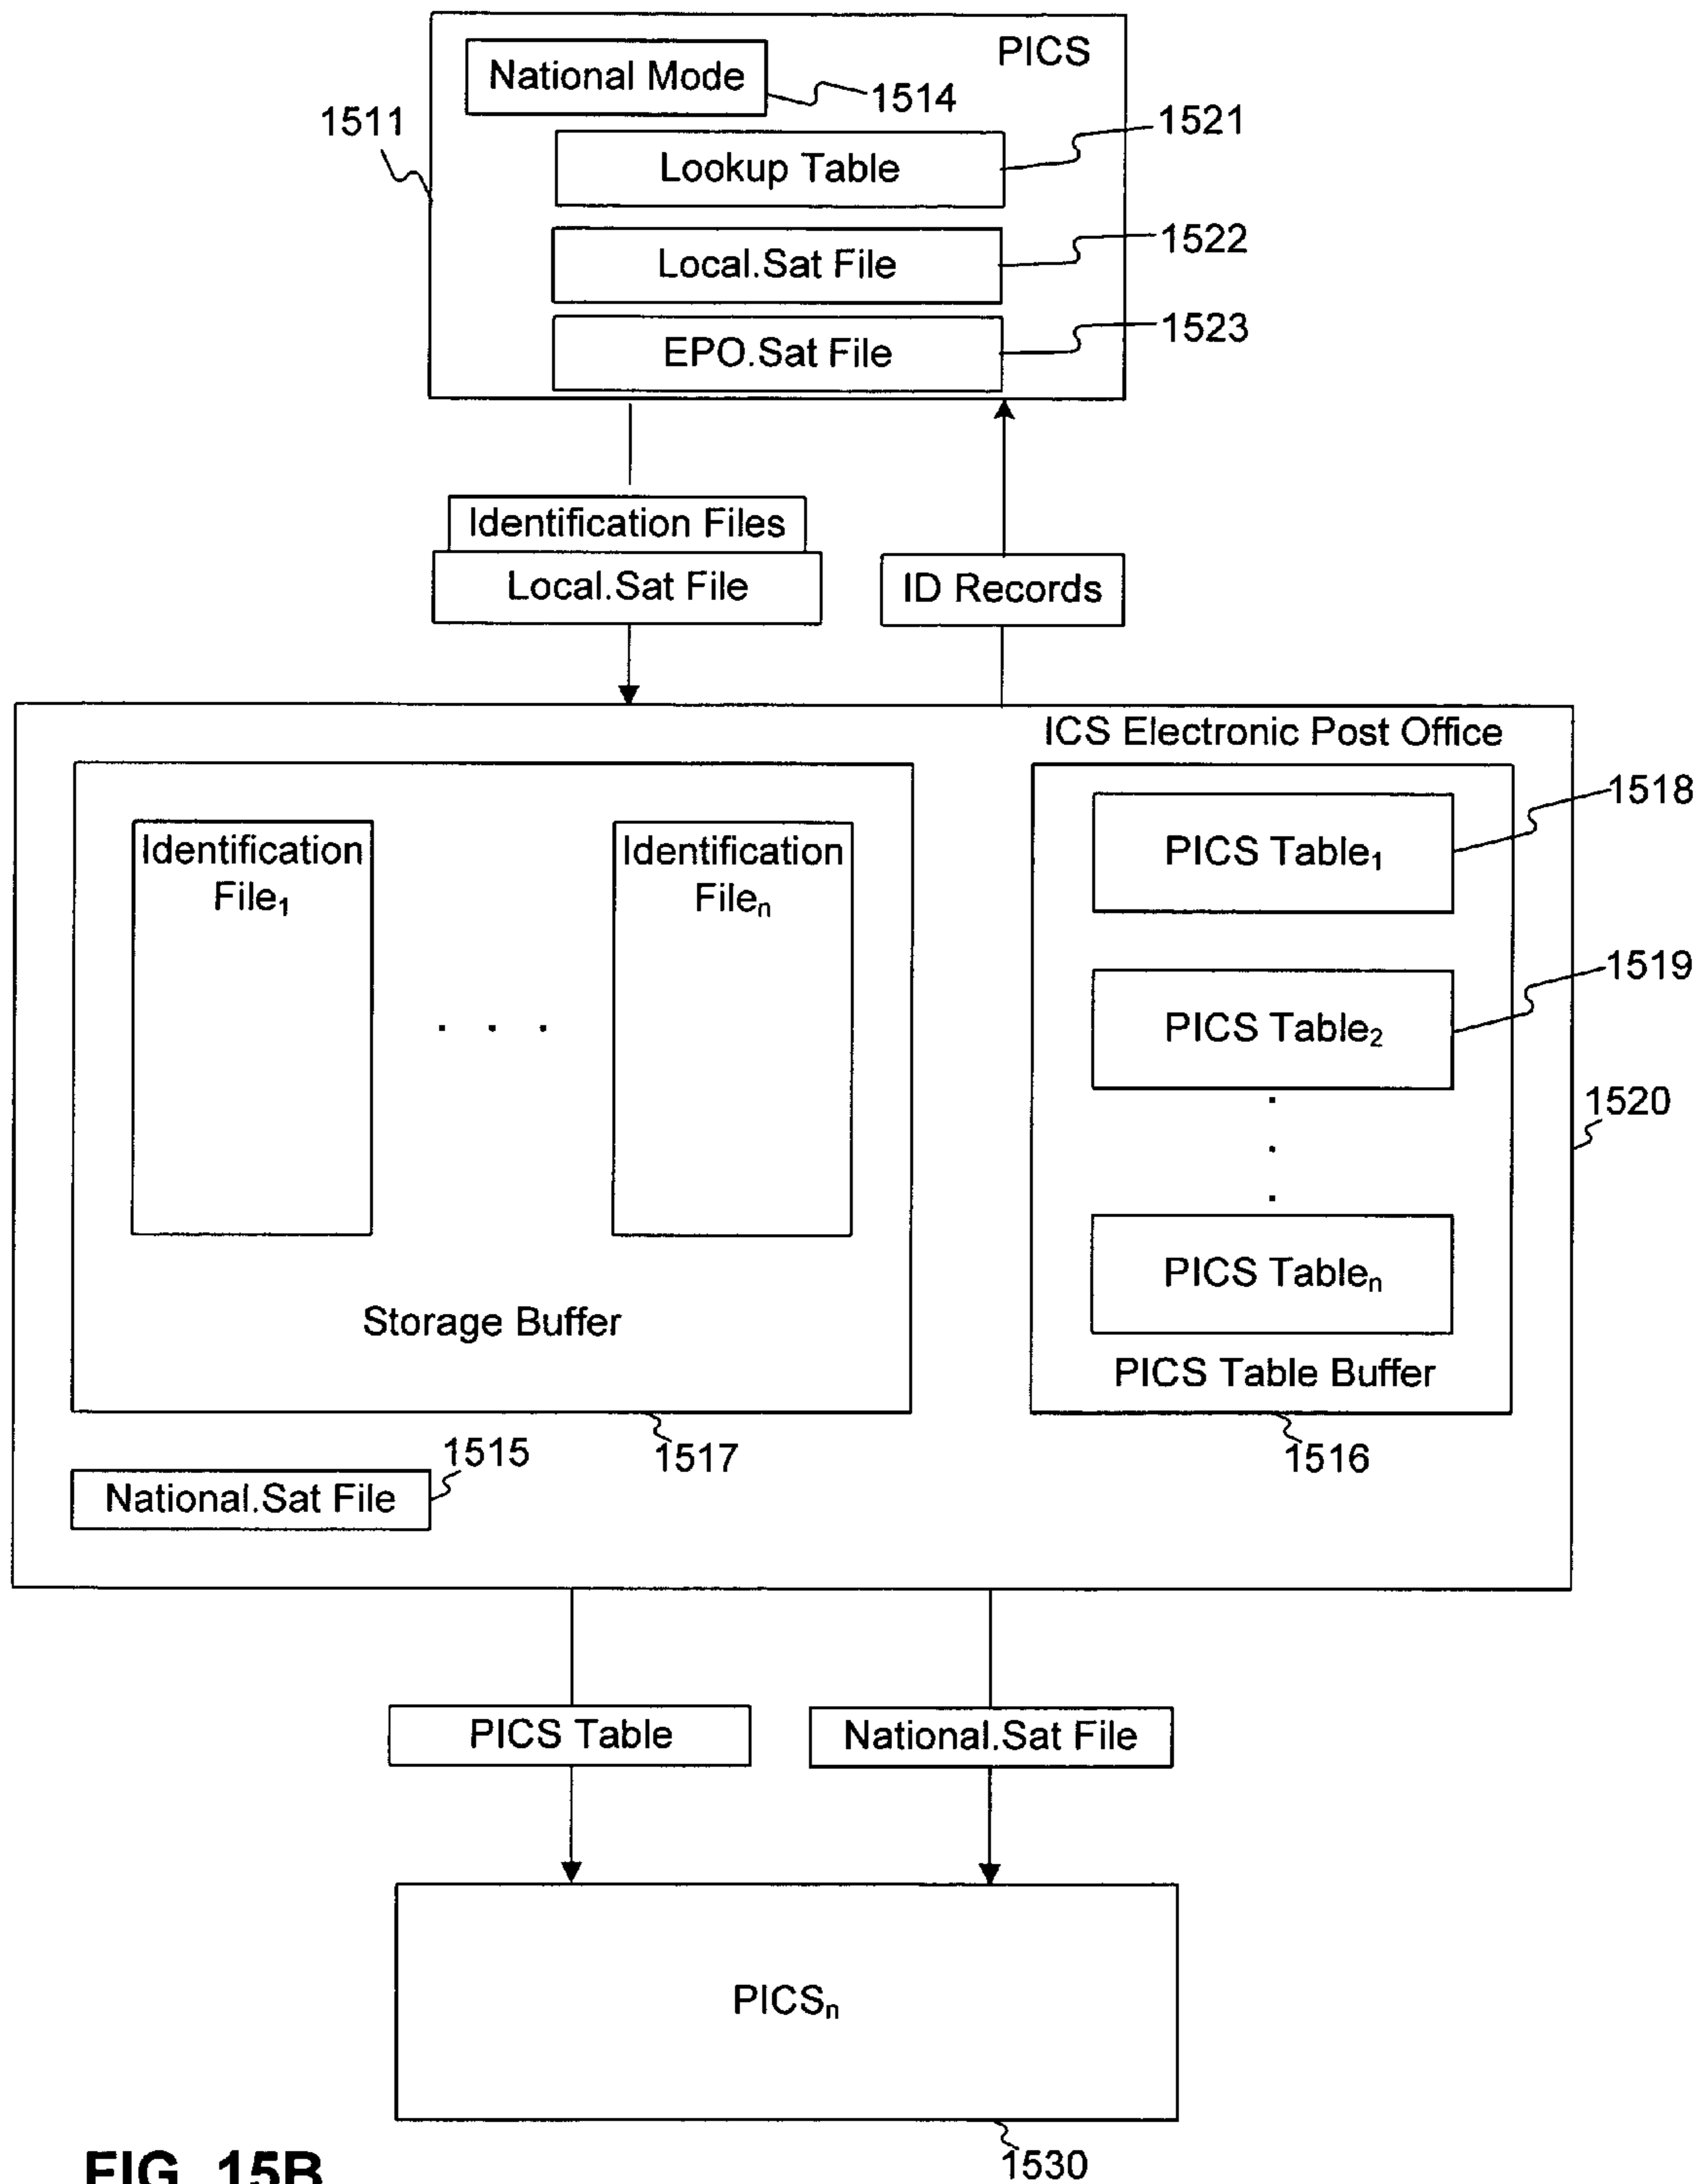 PICS
National Mode
1514
1511
1521
Lookup Table
1522
Local.Sat File
1523
EPO.Sat File
Identification Files
Local.Sat File
ID Records
ICS Electronic Post Office
1518
Identification
File₁
Identification
Fileₙ
PICS Table₁
1519
. . .
PICS Table₂
1520
.
.
.
PICS Tableₙ
Storage Buffer
PICS Table Buffer
1515
1517
1516
National.Sat File
PICS Table
National.Sat File
PICSₙ
1530
FIG. 15B